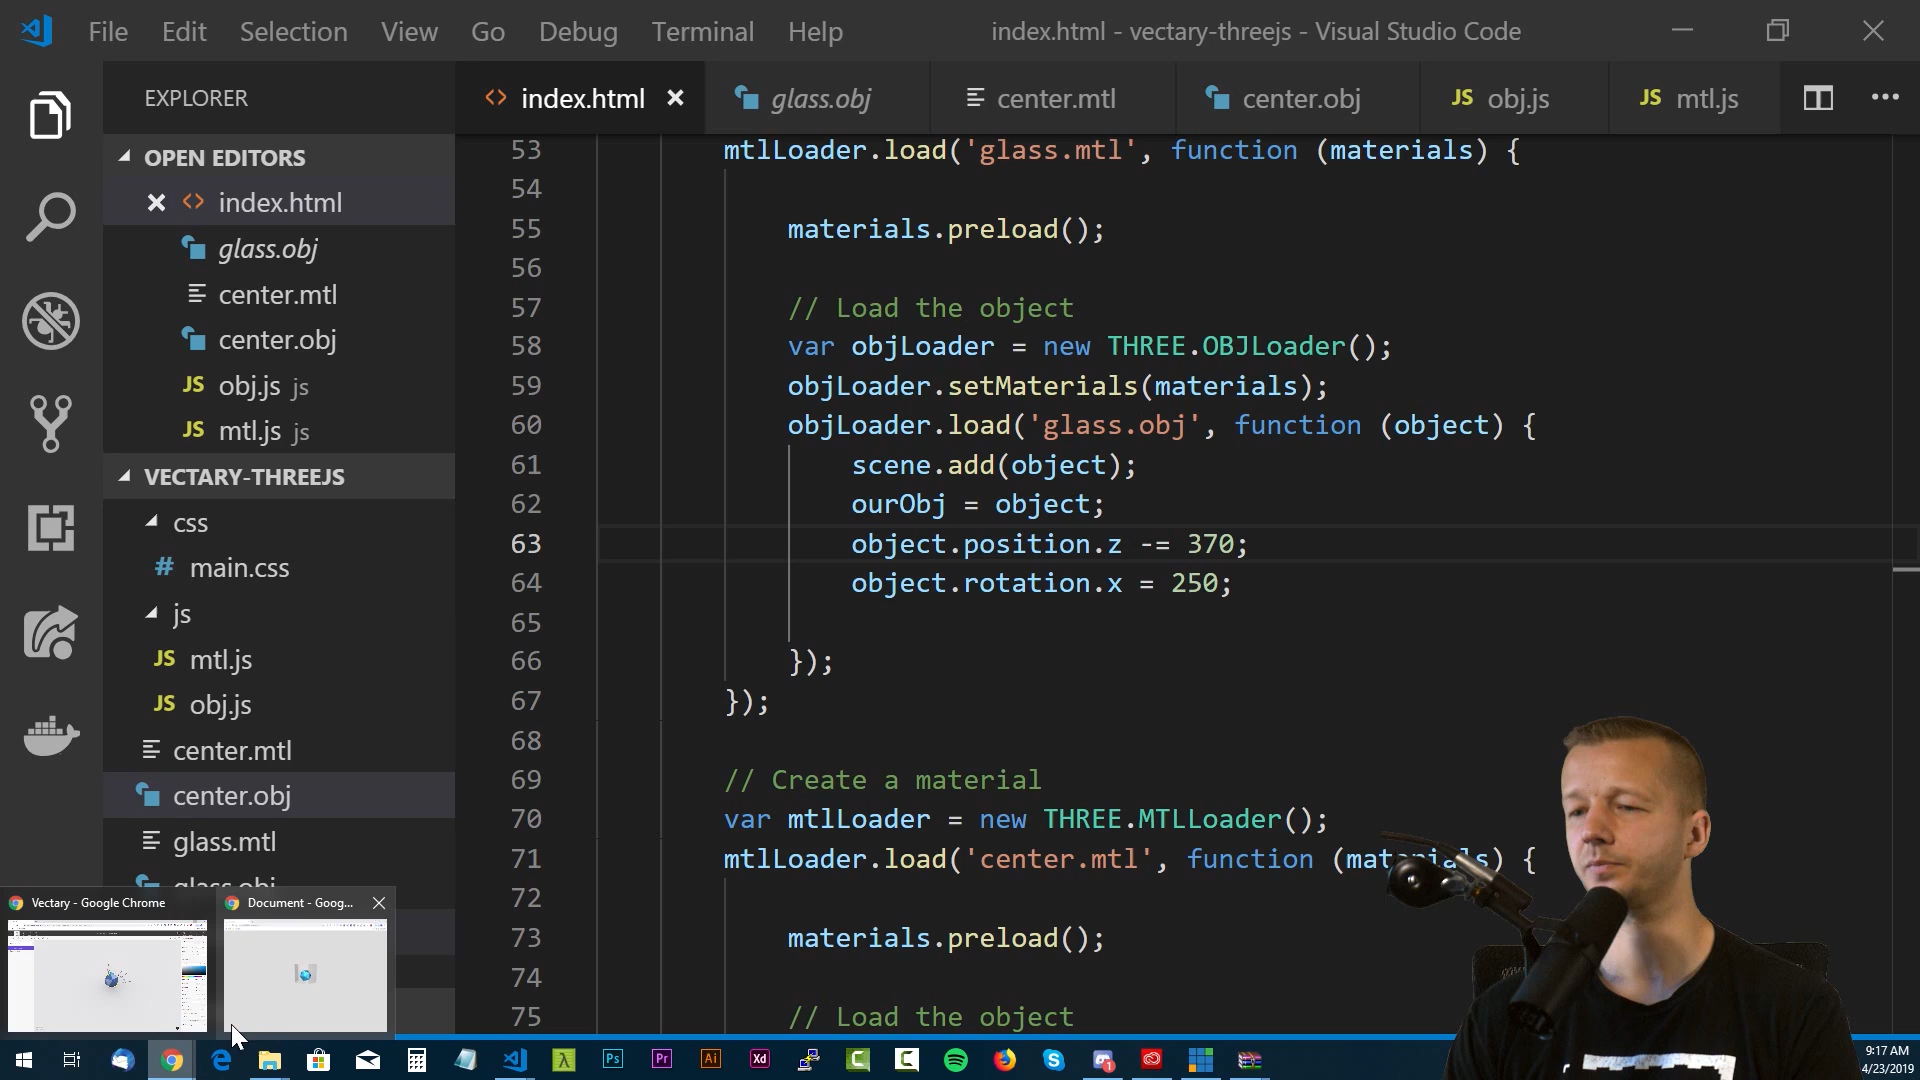 File Edit Selection View Go Debug Terminal Help
index.html - vectary-threejs - Visual Studio Code
EXPLORER
index.html
glass.obj
center.mtl
center.obj
JS obj.js
JS mtl.js
OPEN EDITORS
index.html
glass.obj
center.mtl
center.obj
JS obj.js js
JS mtl.js js
VECTARY-THREEJS
css
# main.css
js
JS mtl.js
JS obj.js
center.mtl
center.obj
glass.mtl
glass.obj
53 mtlLoader.load('glass.mtl', function (materials) {
54
55 materials.preload();
56
57 // Load the object
58 var objLoader = new THREE.OBJLoader();
59 objLoader.setMaterials(materials);
60 objLoader.load('glass.obj', function (object) {
61 scene.add(object);
62 ourObj = object;
63 object.position.z -= 370;
64 object.rotation.x = 250;
65
66 });
67 });
68
69 // Create a material
70 var mtlLoader = new THREE.MTLLoader();
71 mtlLoader.load('center.mtl', function (materials) {
72
73 materials.preload();
74
75 // Load the object
Vectary - Google Chrome
Document - Goog...
Ps
Pr
Ai
Xd
9:17 AM
4/23/2019